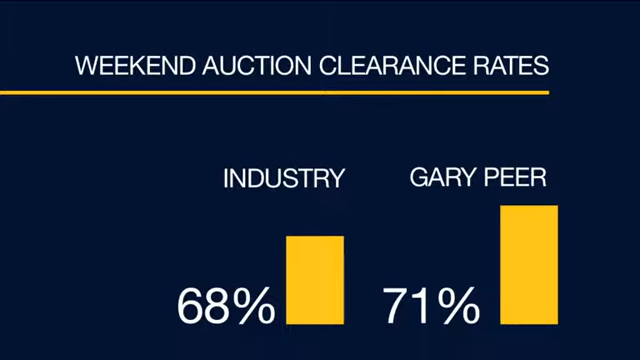 WEEKEND AUCTION CLEARANCE RATES
INDUSTRY
GARY PEER
68%
71%